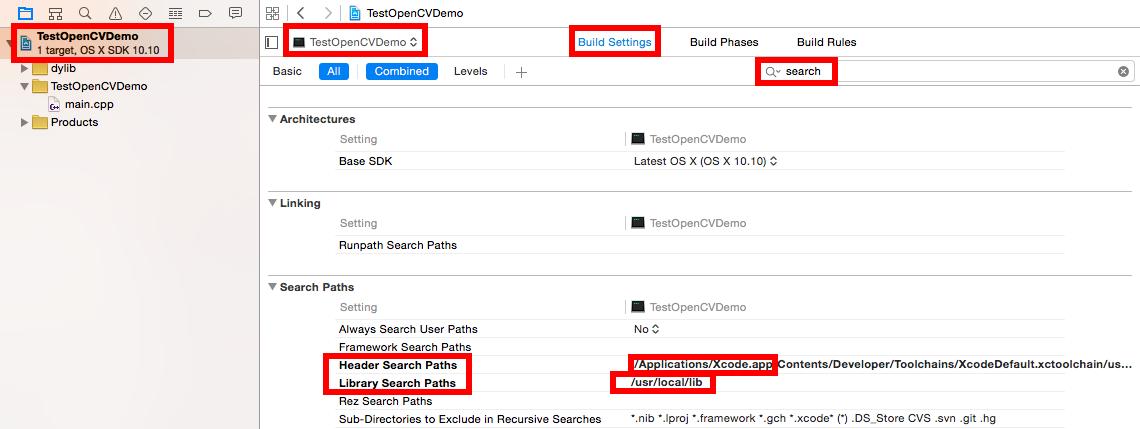 TestOpenCVDemo
TestOpenCVDemo
1 target, OS X SDK 10.10
dylib
TestOpenCVDemo
main.cpp
Products
TestOpenCVDemo Build Settings Build Phases Build Rules
Basic All Combined Levels + search
Architectures
Setting TestOpenCVDemo
Base SDK Latest OS X (OS X 10.10)
Linking
Setting TestOpenCVDemo
Runpath Search Paths
Search Paths
Setting TestOpenCVDemo
Always Search User Paths No
Framework Search Paths
Header Search Paths /Applications/Xcode.app/Contents/Developer/Toolchains/XcodeDefault.xctoolchain/us...
Library Search Paths /usr/local/lib
Rez Search Paths
Sub-Directories to Exclude in Recursive Searches *.nib *.lproj *.framework *.gch *.xcode* (*) .DS_Store CVS .svn .git .hg